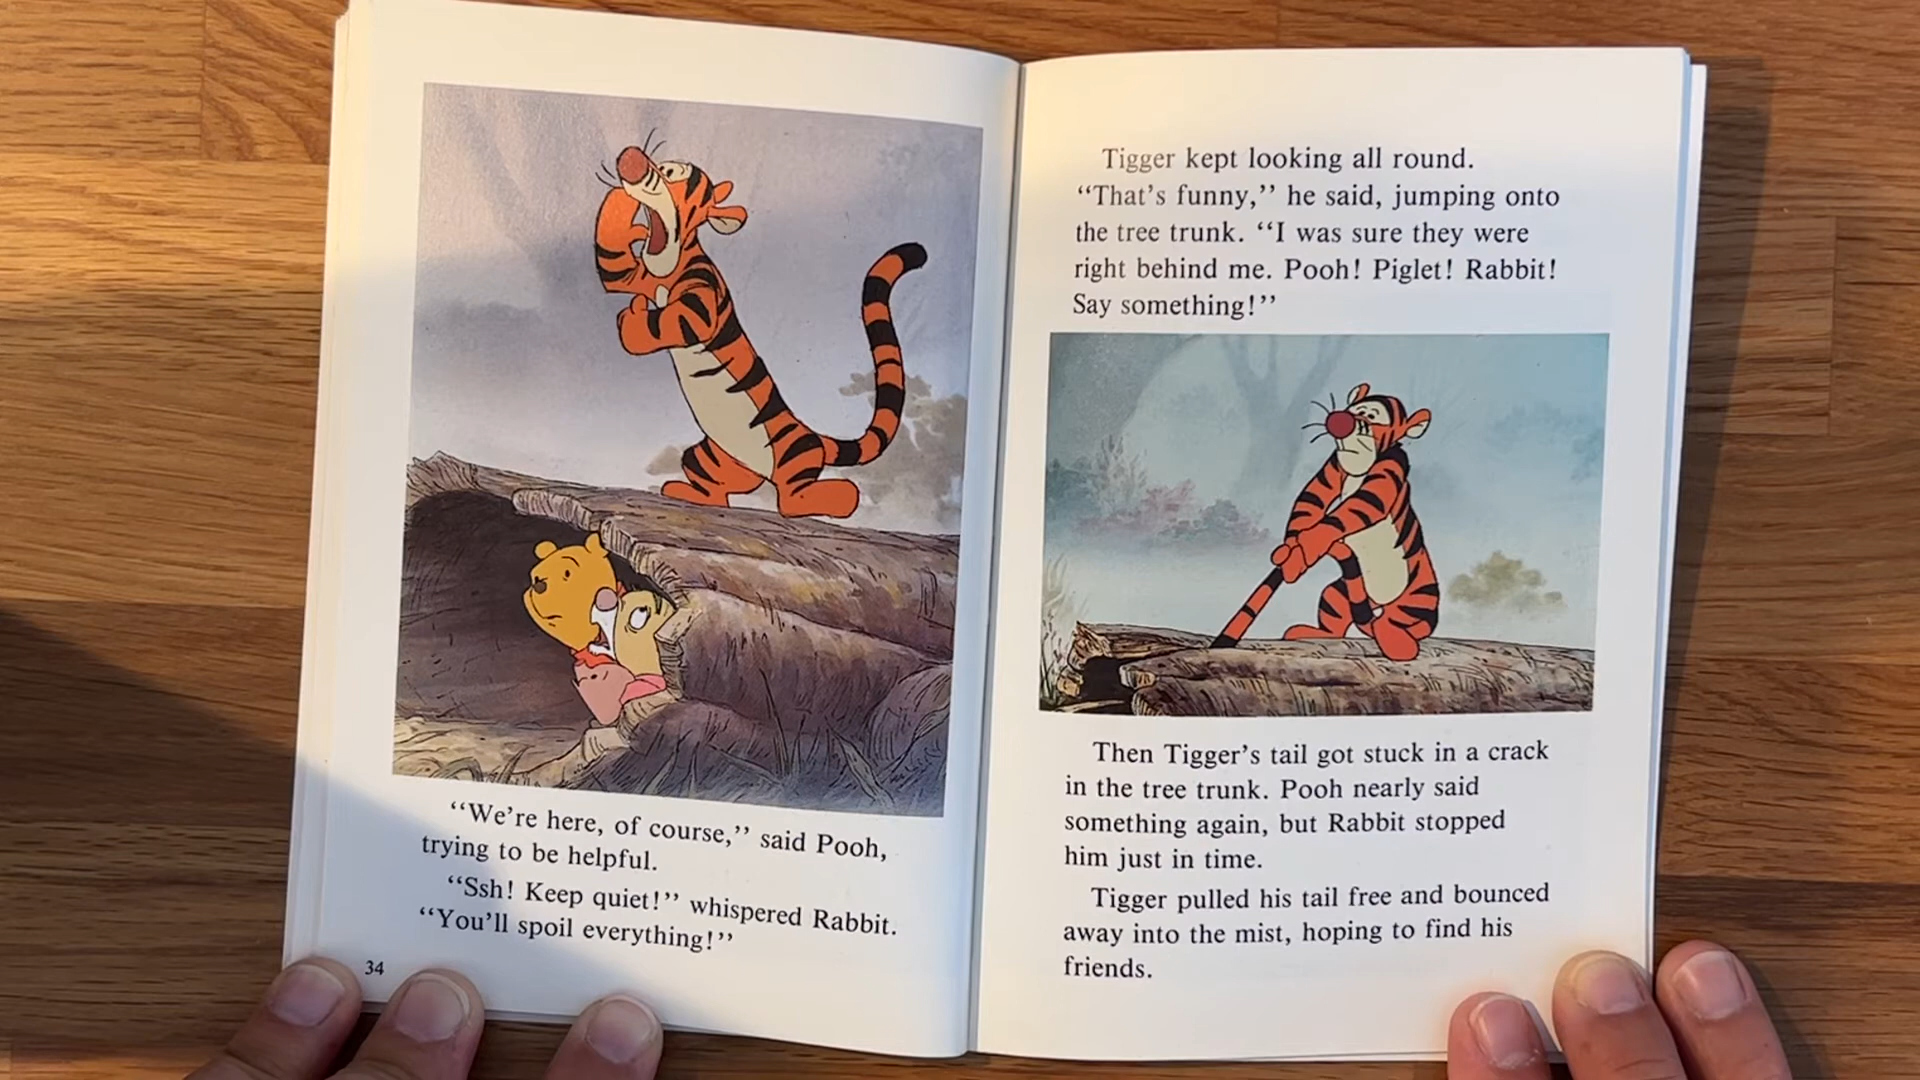 “We’re here, of course,” said Pooh,
trying to be helpful.
“Ssh! Keep quiet!” whispered Rabbit.
“You’ll spoil everything!”
34
Tigger kept looking all round.
“That’s funny,” he said, jumping onto
the tree trunk. “I was sure they were
right behind me. Pooh! Piglet! Rabbit!
Say something!”
Then Tigger’s tail got stuck in a crack
in the tree trunk. Pooh nearly said
something again, but Rabbit stopped
him just in time.
Tigger pulled his tail free and bounced
away into the mist, hoping to find his
friends.